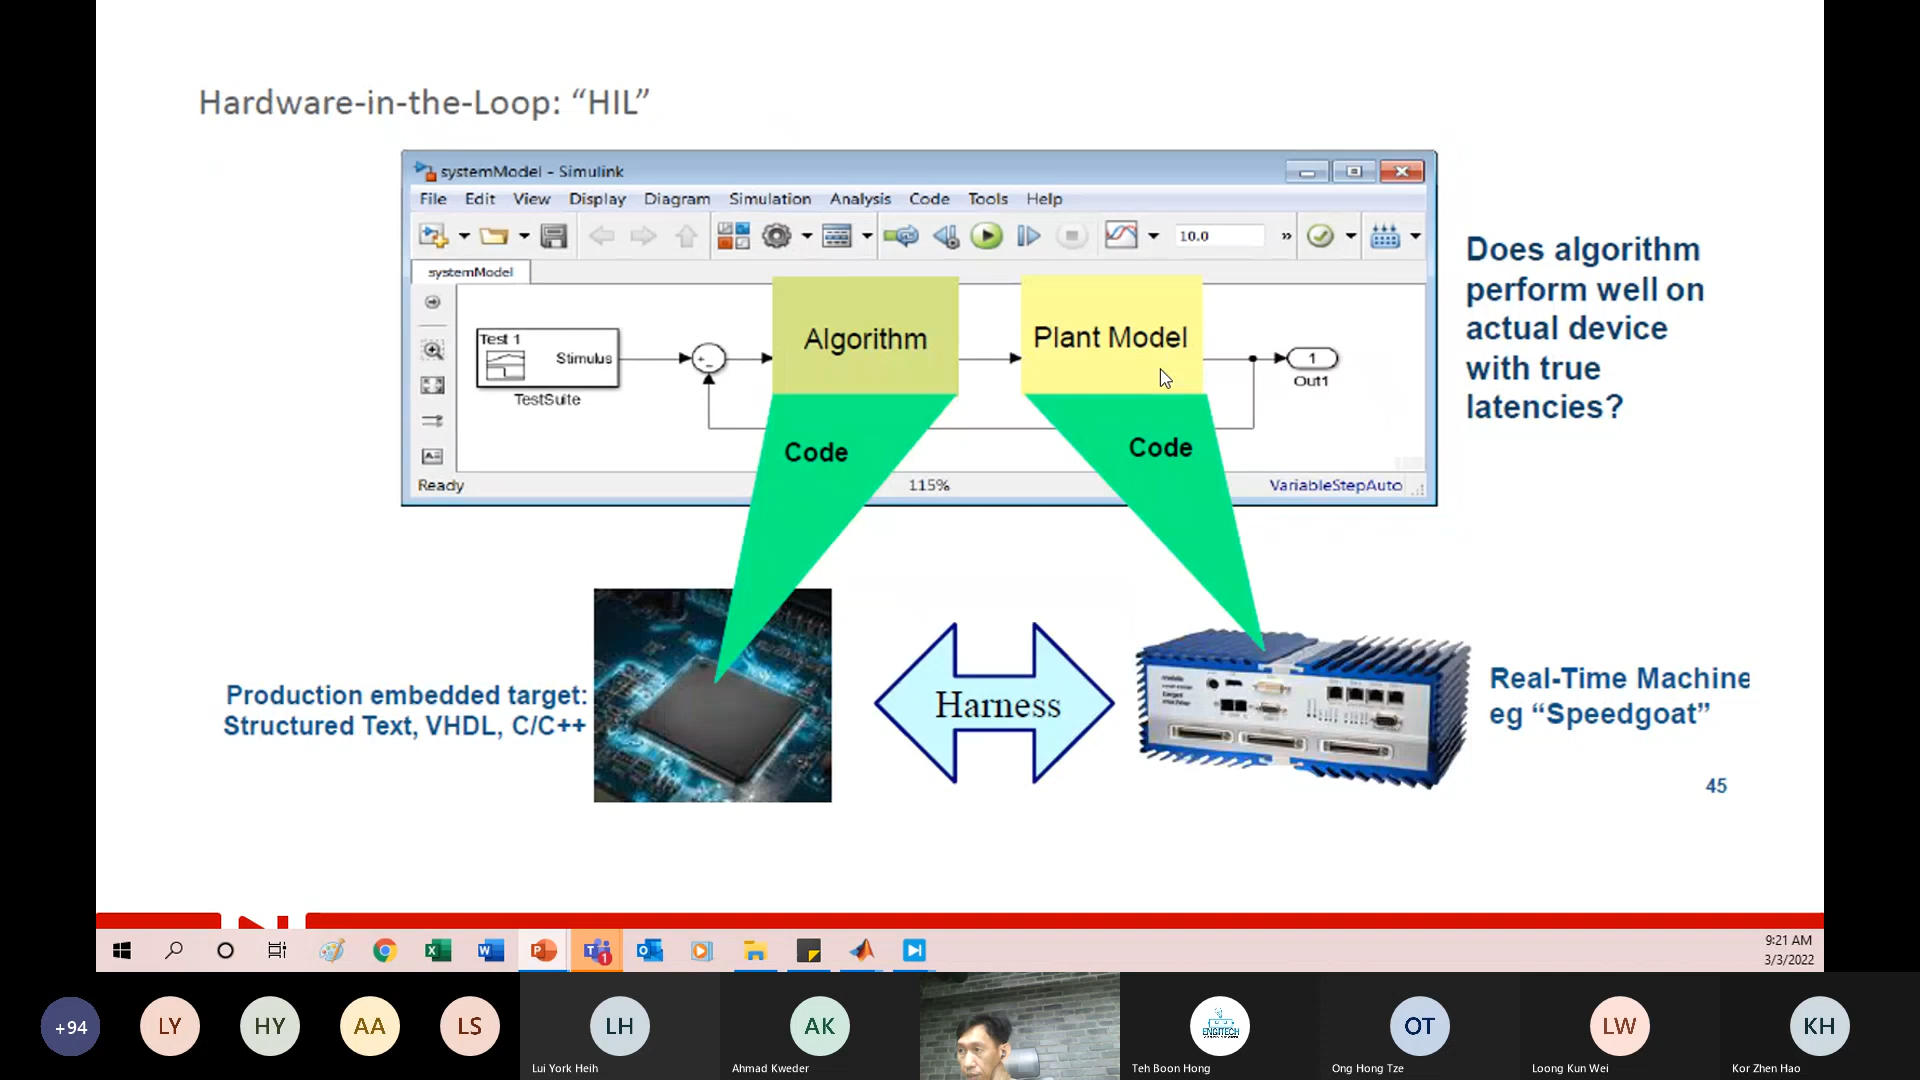 Hardware-in-the-Loop: “HIL”
systemModel - Simulink
File Edit View Display Diagram Simulation Analysis Code Tools Help
10.0 »
systemModel
Test 1
Stimulus
TestSuite
Algorithm
Plant Model
1
Out1
Code
Code
Ready 115% VariableStepAuto
Does algorithm
perform well on
actual device
with true
latencies?
Production embedded target:
Structured Text, VHDL, C/C++
Harness
Real-Time Machine
eg “Speedgoat”
45
9:21 AM
3/3/2022
+94
LY
HY
AA
LS
LH
Lui York Heih
AK
Ahmad Kweder
ENGITECH
Teh Boon Hong
OT
Ong Hong Tze
LW
Loong Kun Wei
KH
Kor Zhen Hao